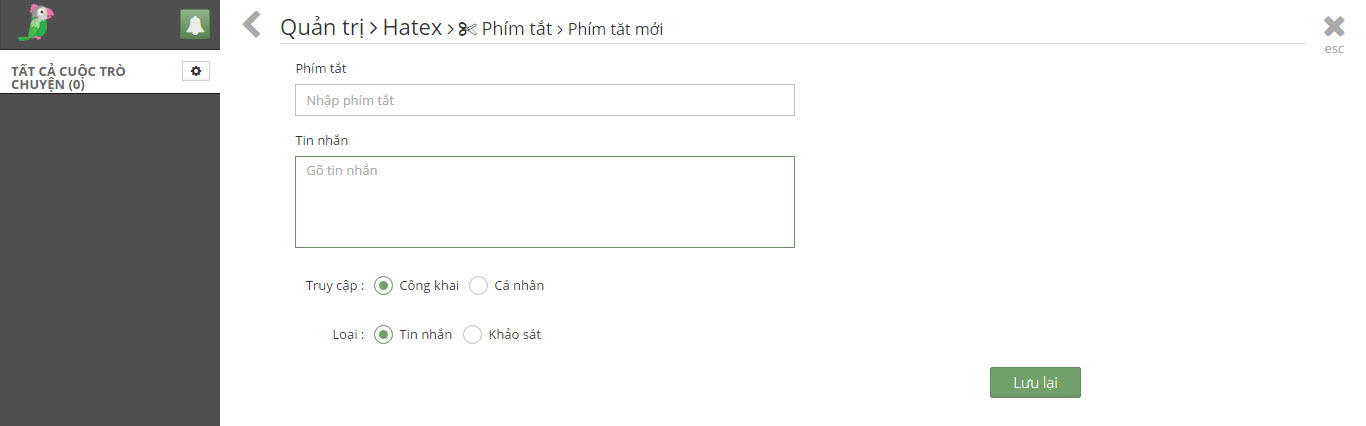 TẤT CẢ CUỘC TRÒ
CHUYỆN (0)
Quản trị > Hatex > Phím tắt > Phím tăt mới
esc
Phím tắt
Nhập phím tắt
Tin nhắn
Gõ tin nhắn
Truy cập : Công khai Cá nhân
Loại : Tin nhắn Khảo sát
Lưu lại